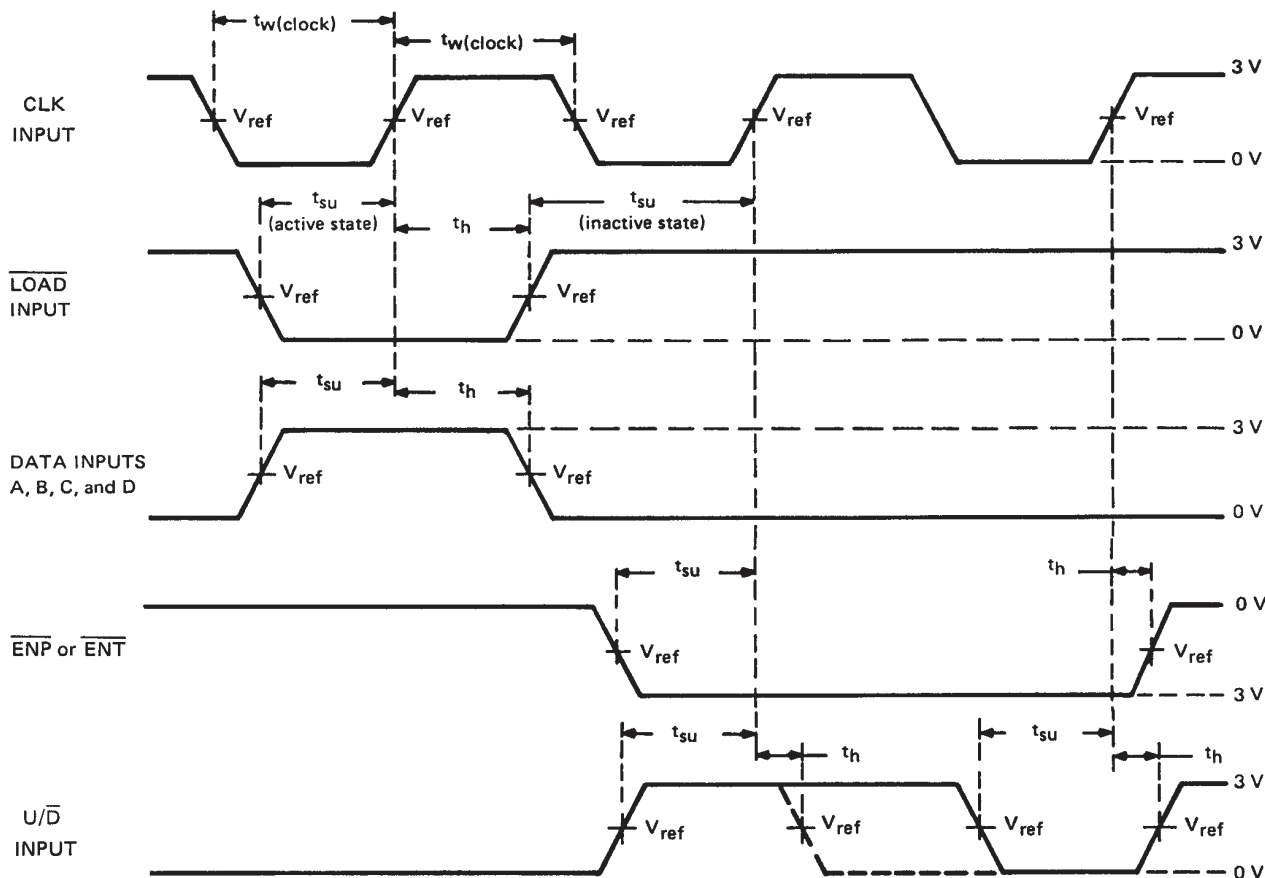 tw(clock)
tw(clock)
3 V
CLK
INPUT
Vref Vref Vref Vref Vref
0 V
tsu
(active state)
th
tsu
(inactive state)
3 V
LOAD
INPUT
Vref Vref
0 V
tsu th
3 V
DATA INPUTS
A, B, C, and D
Vref Vref
0 V
tsu th
0 V
ENP or ENT
Vref Vref
3 V
tsu th tsu th
3 V
U/D
INPUT
Vref Vref Vref Vref
0 V